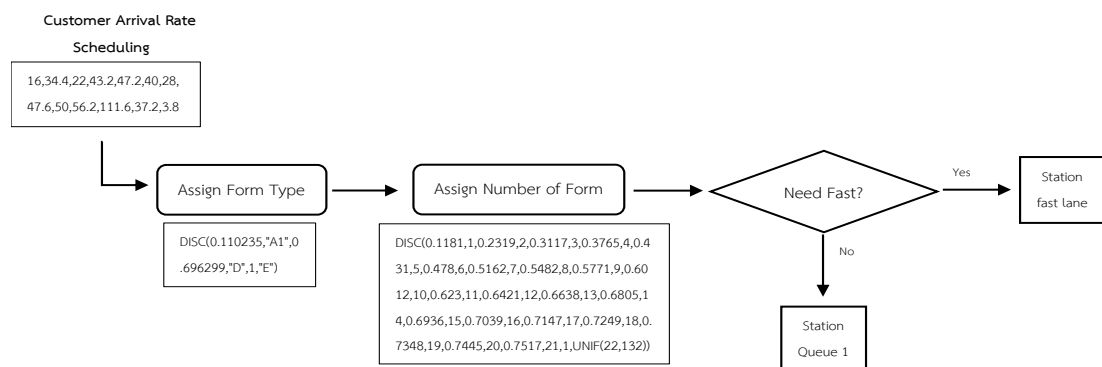 Customer Arrival Rate
Scheduling
16,34.4,22,43.2,47.2,40,28,
47.6,50,56.2,111.6,37.2,3.8
Assign Form Type
DISC(0.110235,"A1",0
.696299,"D",1,"E")
Assign Number of Form
DISC(0.1181,1,0.2319,2,0.3117,3,0.3765,4,0.4
31,5,0.478,6,0.5162,7,0.5482,8,0.5771,9,0.60
12,10,0.623,11,0.6421,12,0.6638,13,0.6805,1
4,0.6936,15,0.7039,16,0.7147,17,0.7249,18,0.
7348,19,0.7445,20,0.7517,21,1,UNIF(22,132))
Need Fast?
Yes
Station
fast lane
No
Station
Queue 1